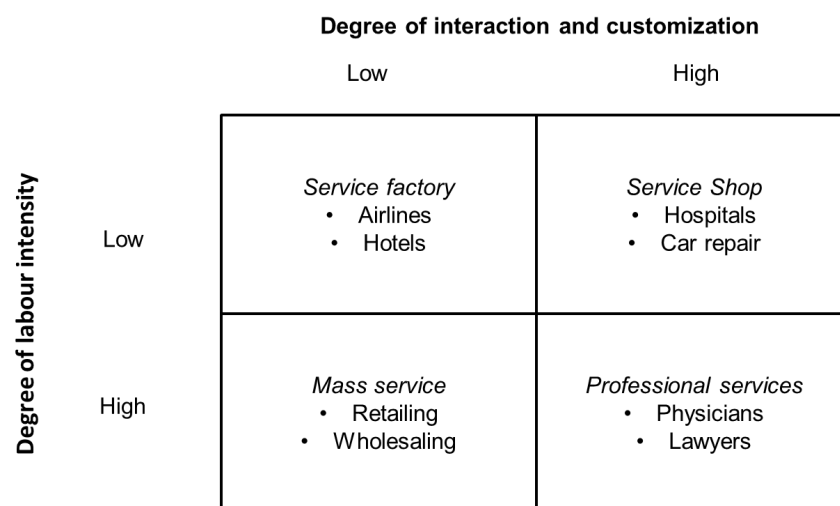 Degree of interaction and customization
Low
High
Degree of labour intensity
Low
Service factory
• Airlines
• Hotels
Service Shop
• Hospitals
• Car repair
High
Mass service
• Retailing
• Wholesaling
Professional services
• Physicians
• Lawyers